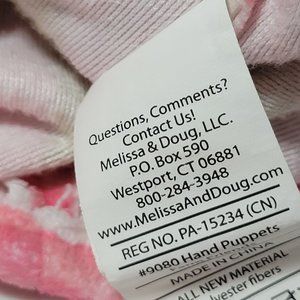 Questions, Comments?
Contact Us!
Melissa & Doug, LLC.
P.O. Box 590
Westport, CT 06881
800-284-3948
www.MelissaAndDoug.com
REG NO. PA-15234 (CN)
#9080 Hand Puppets
MADE IN CHINA
ALL NEW MATERIAL
yester fibers